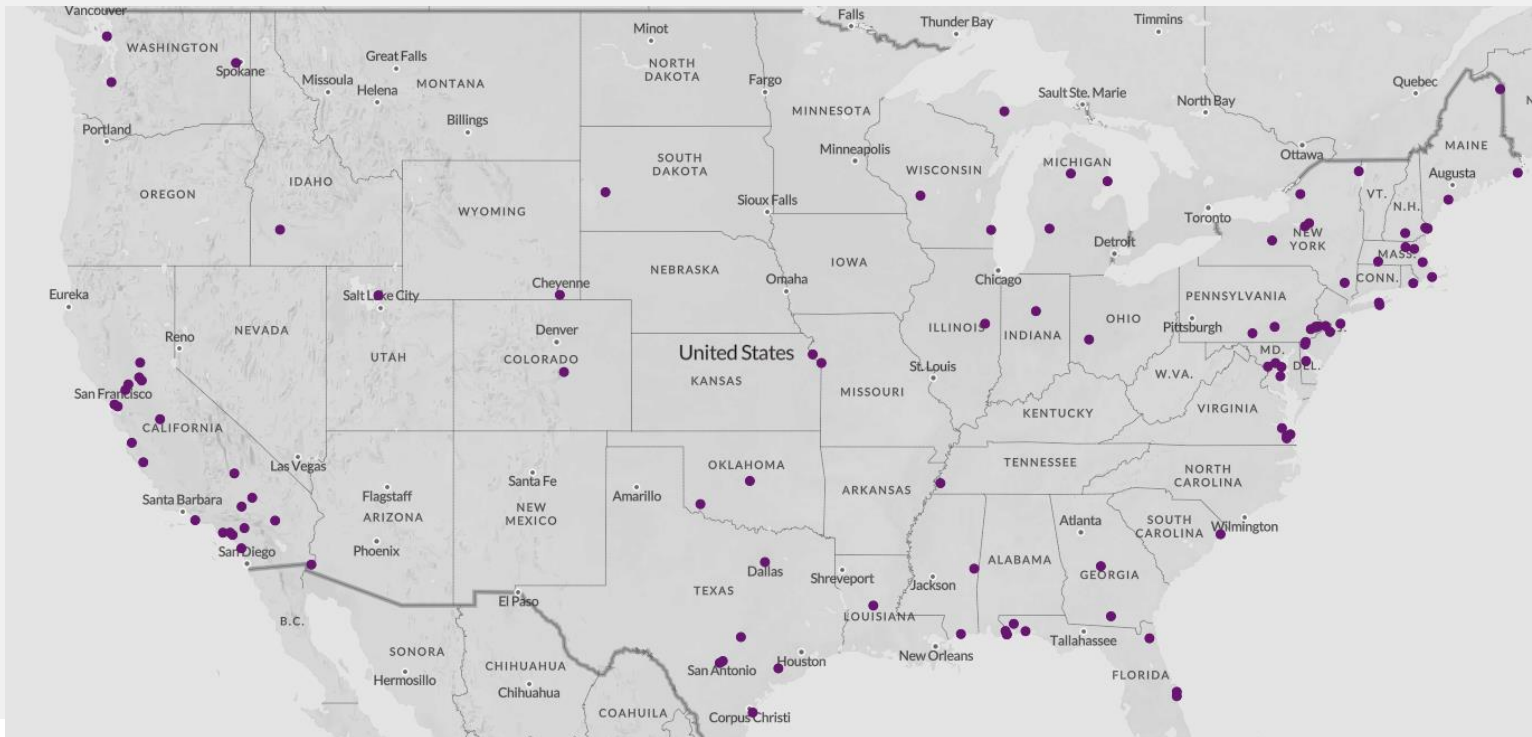 Vancouver
WASHINGTON
Spokane
Great Falls
Missoula
Helena
MONTANA
Billings
Portland
OREGON
IDAHO
WYOMING
Minot
NORTH
DAKOTA
Fargo
SOUTH
DAKOTA
Sioux Falls
MINNESOTA
Minneapolis
Falls
Thunder Bay
Timmins
Sault Ste. Marie
North Bay
Quebec
Ottawa
WISCONSIN
MICHIGAN
Toronto
Detroit
MAINE
Augusta
VT.
N.H.
NEW
YORK
MASS.
CONN.
Eureka
Reno
NEVADA
Salt Lake City
UTAH
Cheyenne
Denver
COLORADO
NEBRASKA
Omaha
IOWA
Chicago
ILLINOIS
INDIANA
OHIO
PENNSYLVANIA
Pittsburgh
MD.
DEL.
United States
KANSAS
MISSOURI
St. Louis
W.VA.
VIRGINIA
KENTUCKY
San Francisco
CALIFORNIA
Las Vegas
Santa Barbara
San Diego
Flagstaff
ARIZONA
Phoenix
Santa Fe
NEW
MEXICO
Amarillo
OKLAHOMA
ARKANSAS
TENNESSEE
NORTH
CAROLINA
SOUTH
CAROLINA
Wilmington
Atlanta
GEORGIA
ALABAMA
Jackson
Shreveport
LOUISIANA
Dallas
TEXAS
El Paso
B.C.
SONORA
Hermosillo
CHIHUAHUA
Chihuahua
COAHUILA
San Antonio
Houston
Corpus Christi
New Orleans
Tallahassee
FLORIDA